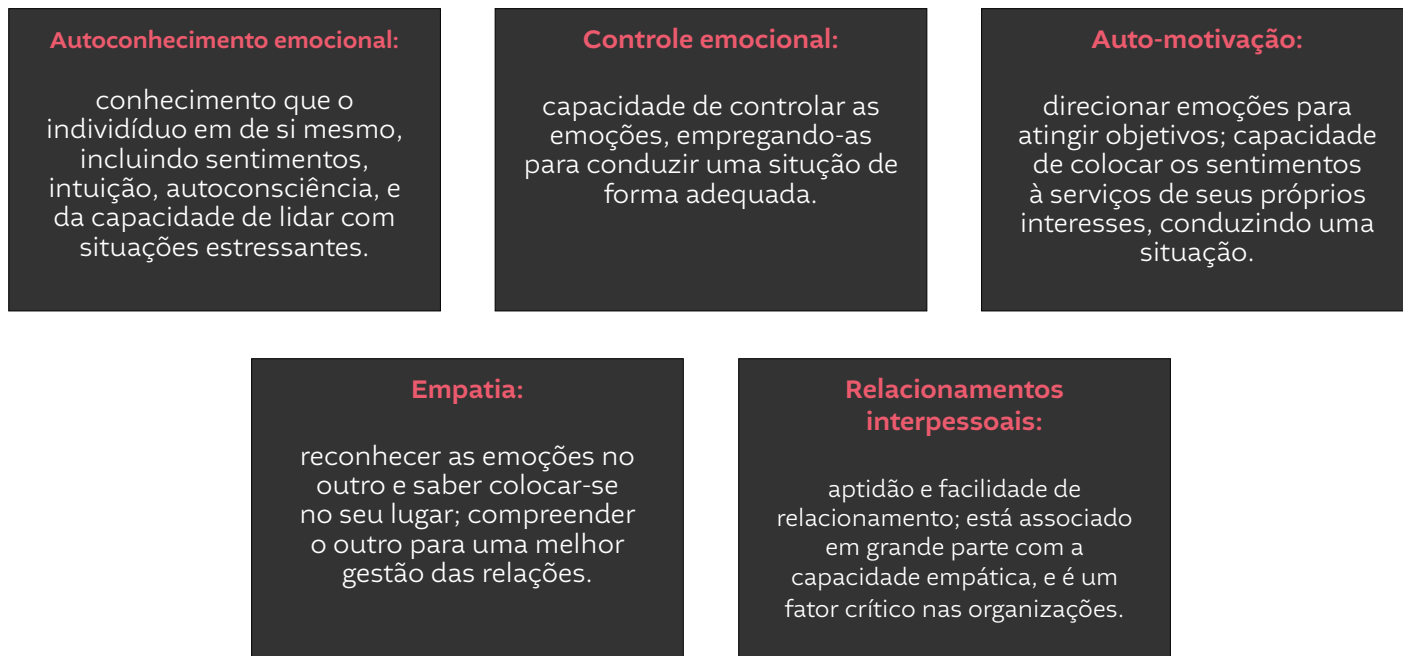 Autoconhecimento emocional:
conhecimento que o
individíduo em de si mesmo,
incluindo sentimentos,
intuição, autoconsciência, e
da capacidade de lidar com
situações estressantes.
Controle emocional:
capacidade de controlar as
emoções, empregando-as
para conduzir uma situção de
forma adequada.
Auto-motivação:
direcionar emoções para
atingir objetivos; capacidade
de colocar os sentimentos
à serviços de seus próprios
interesses, conduzindo uma
situação.
Empatia:
reconhecer as emoções no
outro e saber colocar-se
no seu lugar; compreender
o outro para uma melhor
gestão das relações.
Relacionamentos
interpessoais:
aptidão e facilidade de
relacionamento; está associado
em grande parte com a
capacidade empática, e é um
fator crítico nas organizações.